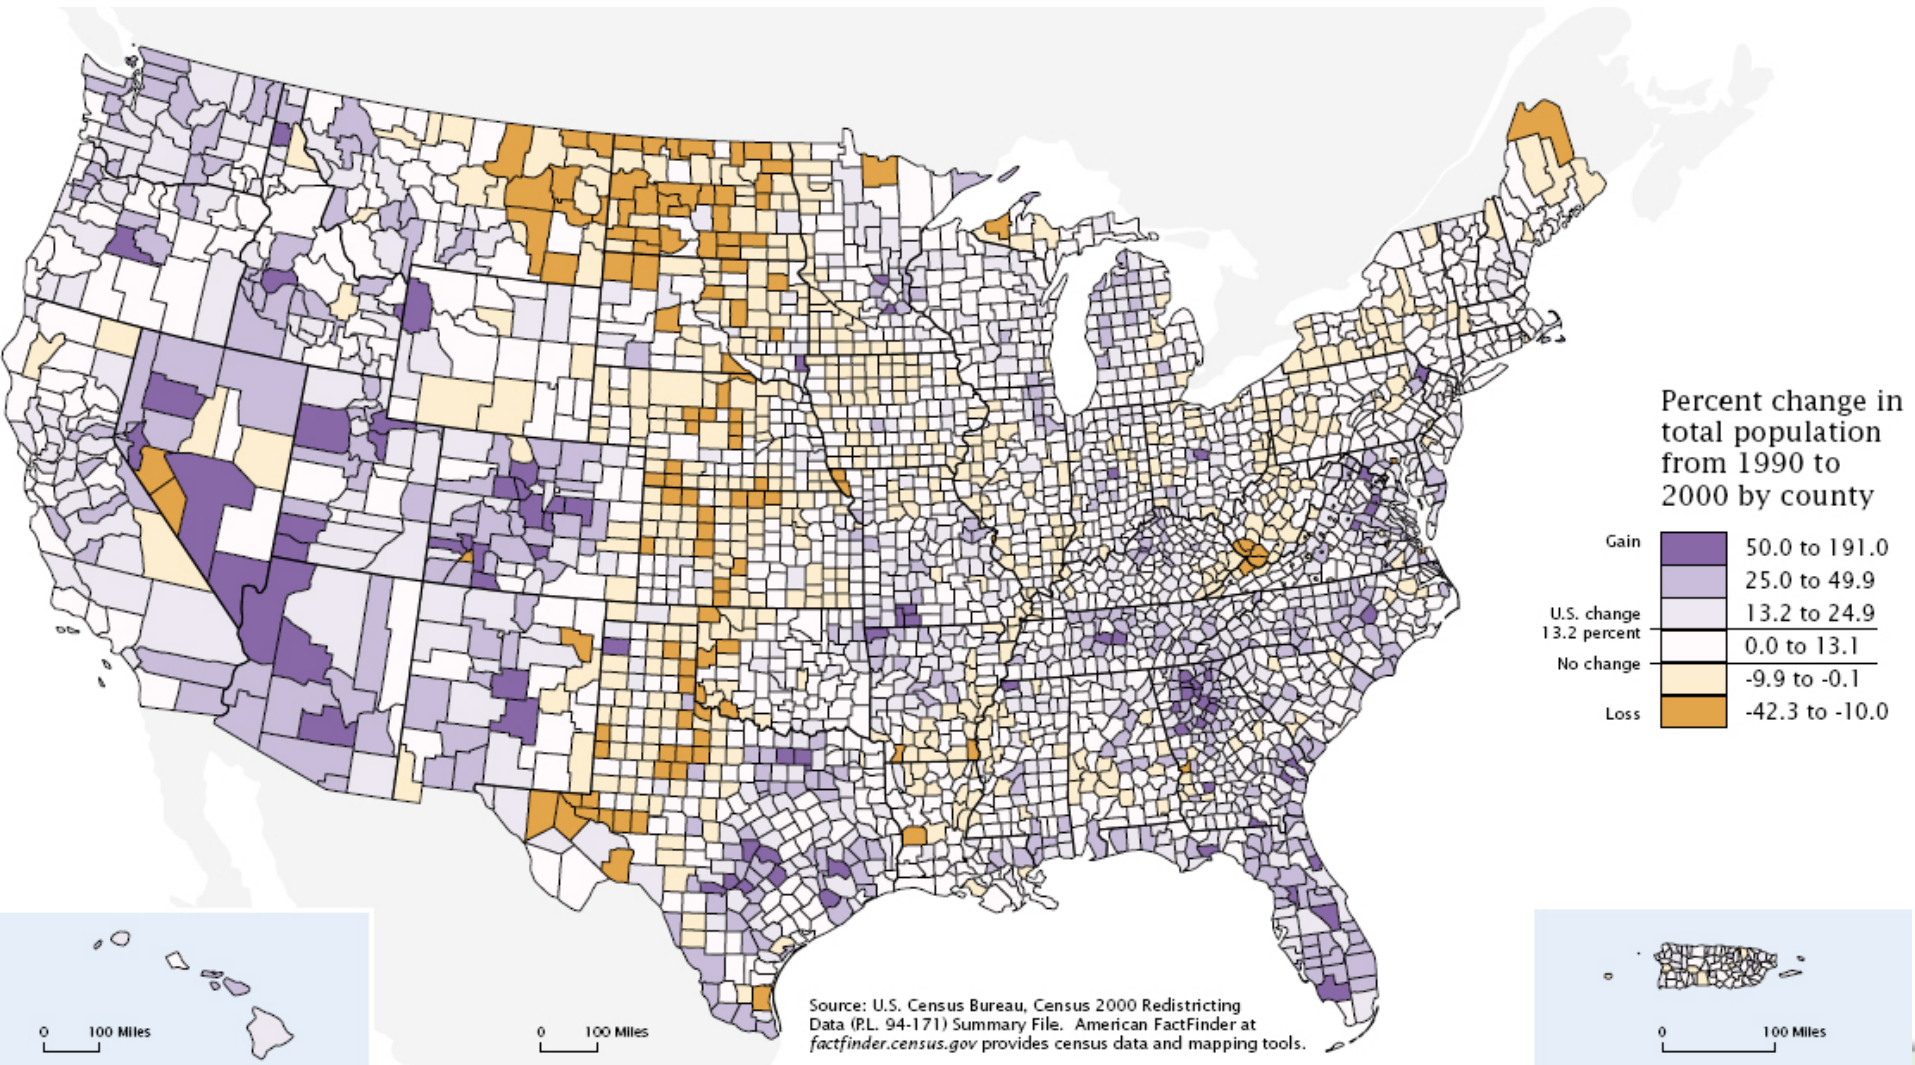 Percent change in
total population
from 1990 to
2000 by county
Gain
50.0 to 191.0
25.0 to 49.9
U.S. change
13.2 percent
13.2 to 24.9
0.0 to 13.1
No change
-9.9 to -0.1
Loss
-42.3 to -10.0
0 100 Miles
0 100 Miles
Source: U.S. Census Bureau, Census 2000 Redistricting
Data (P.L. 94-171) Summary File. American FactFinder at
factfinder.census.gov provides census data and mapping tools.
0 100 Miles